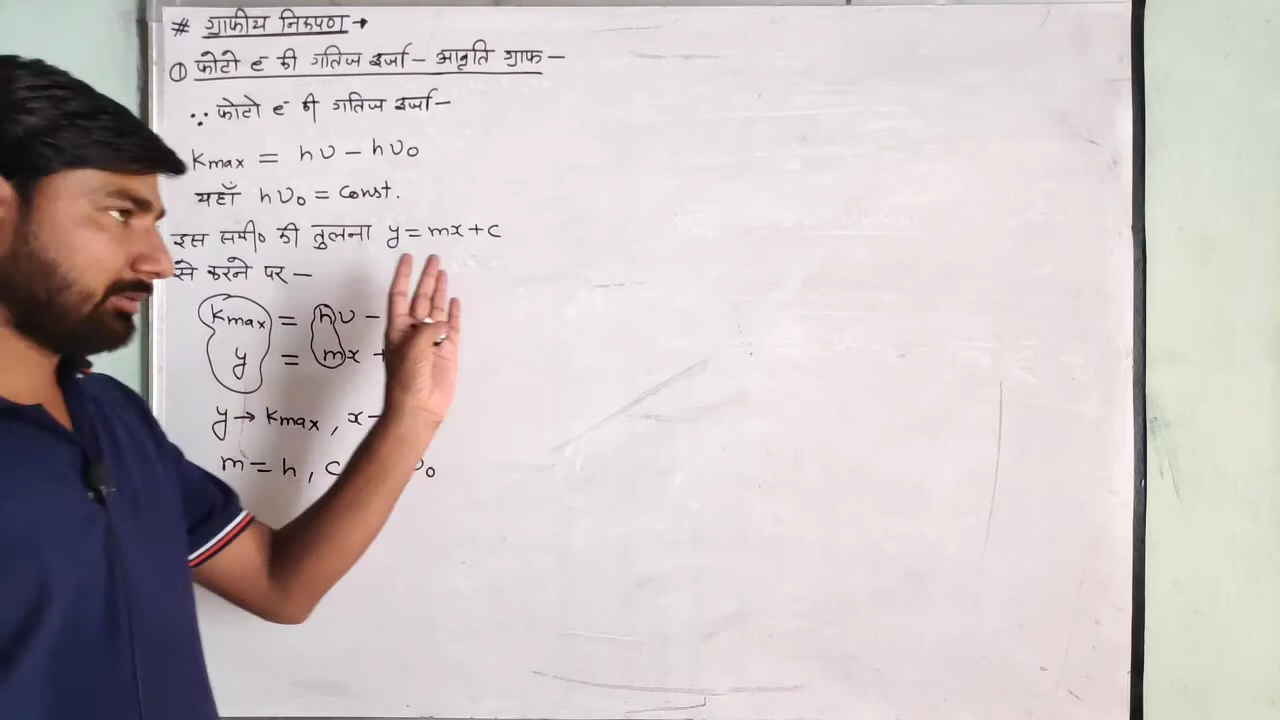 # ग्राफीय निरूपण →
① फोटो e⁻ की गतिज ऊर्जा - आवृति ग्राफ -
∵ फोटो e⁻ की गतिज ऊर्जा -
Kmax = hυ - hυ₀
यहाँ hυ₀ = Const.
इस समी० की तुलना y = mx + c
से करने पर -
Kmax = hυ -
y = mx +
y → Kmax, x -
m = h, c υ₀